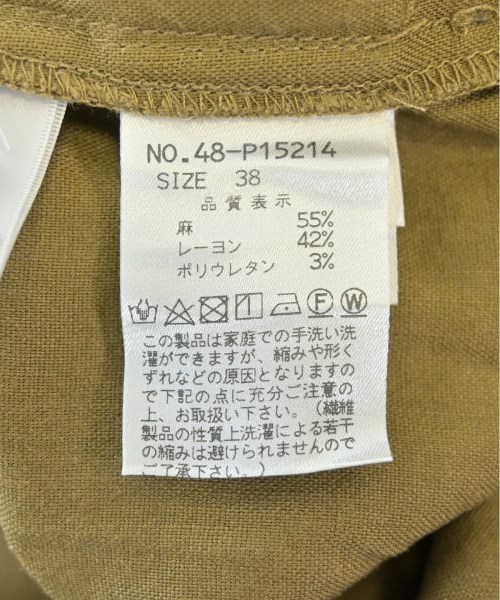 NO.48-P15214
SIZE 38
品質表示
麻 55%
レーヨン 42%
ポリウレタン 3%
Ⓕ Ⓦ
この製品は家庭での手洗い洗
濯ができますが、縮みや形く
ずれなどの原因となりますの
で下記の点に充分ご注意の
上、お取扱い下さい。（繊維
製品の性質上洗濯による若干
の縮みは避けられませんので
ご了承下さい。）